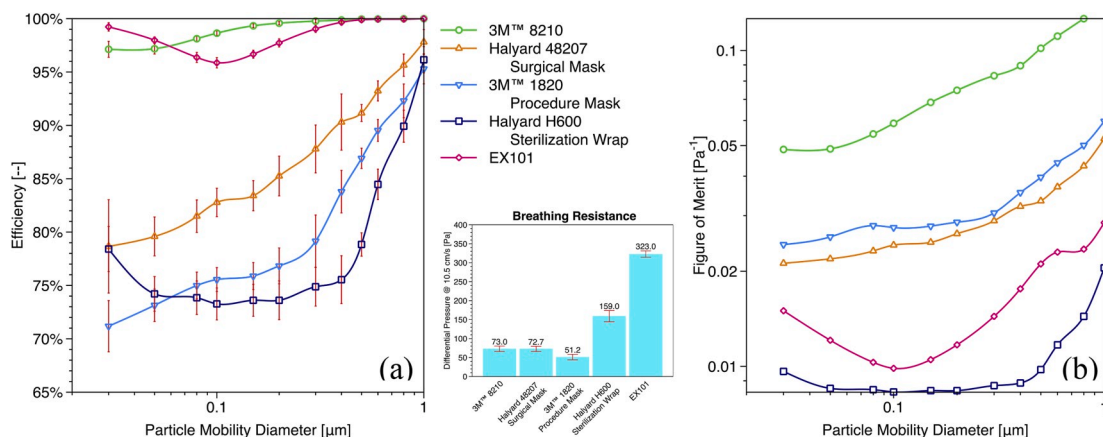 100%
95%
90%
85%
80%
75%
70%
65%
Efficiency [--]
0.1
1
Particle Mobility Diameter [µm]
(a)
3M™ 8210
Halyard 48207
Surgical Mask
3M™ 1820
Procedure Mask
Halyard H600
Sterilization Wrap
EX101
Breathing Resistance
Differential Pressure @ 10.5 cm/s [Pa]
400
350
300
250
200
150
100
50
0
73.0
72.7
51.2
159.0
323.0
3M™ 8210
Halyard 48207
Surgical Mask
3M™ 1820
Procedure Mask
Halyard H600
Sterilization Wrap
EX101
Figure of Merit [Pa-1]
0.1
0.05
0.02
0.01
0.1
1
Particle Mobility Diameter [µm]
(b)